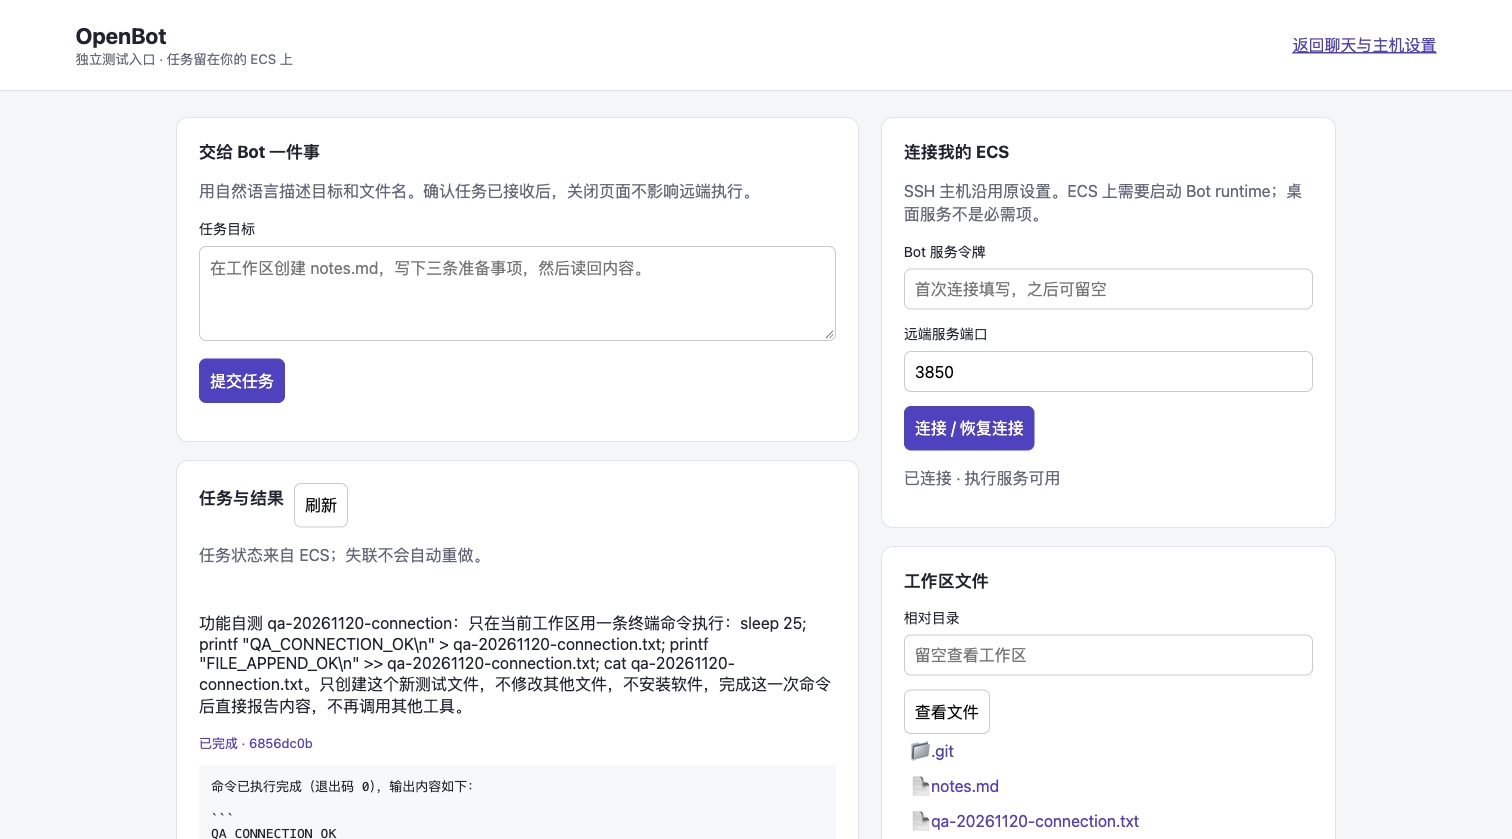 OpenBot
独立测试入口 · 任务留在你的 ECS 上
返回聊天与主机设置
交给 Bot 一件事
用自然语言描述目标和文件名。确认任务已接收后，关闭页面不影响远端执行。
任务目标
在工作区创建 notes.md，写下三条准备事项，然后读回内容。
提交任务
任务与结果
刷新
任务状态来自 ECS；失联不会自动重做。
功能自测 qa-20261120-connection：只在当前工作区用一条终端命令执行：sleep 25;
printf "QA_CONNECTION_OK\n" > qa-20261120-connection.txt; printf
"FILE_APPEND_OK\n" >> qa-20261120-connection.txt; cat qa-20261120-
connection.txt。只创建这个新测试文件，不修改其他文件，不安装软件，完成这一次命令
后直接报告内容，不再调用其他工具。
已完成 · 6856dc0b
命令已执行完成（退出码 0），输出内容如下：
```
QA_CONNECTION_OK
连接我的 ECS
SSH 主机沿用原设置。ECS 上需要启动 Bot runtime；桌
面服务不是必需项。
Bot 服务令牌
首次连接填写，之后可留空
远端服务端口
3850
连接 / 恢复连接
已连接 · 执行服务可用
工作区文件
相对目录
留空查看工作区
查看文件
.git
notes.md
qa-20261120-connection.txt